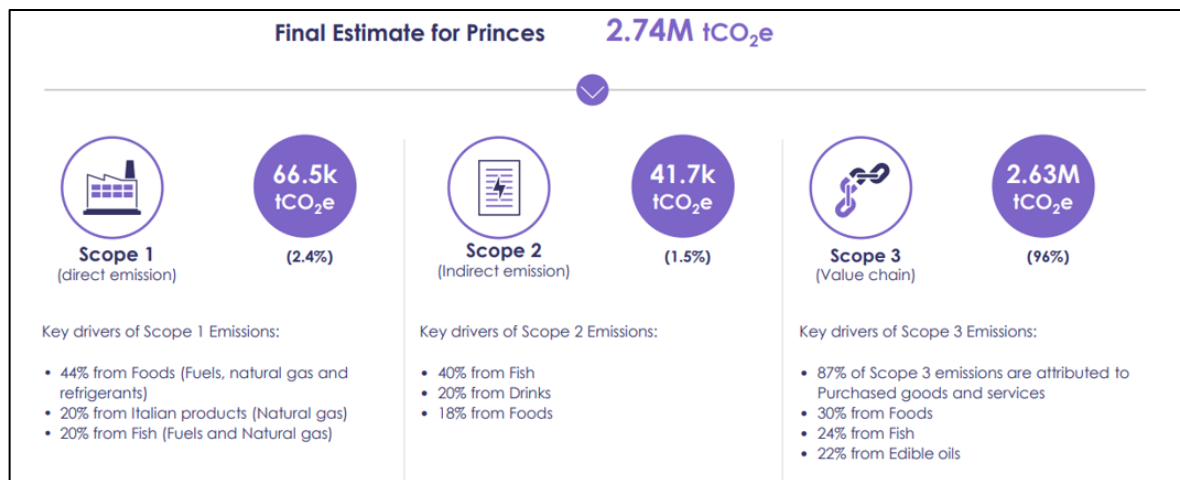 Final Estimate for Princes 2.74M tCO₂e
66.5k
tCO₂e
Scope 1
(direct emission)
(2.4%)
Key drivers of Scope 1 Emissions:
• 44% from Foods (Fuels, natural gas and
refrigerants)
• 20% from Italian products (Natural gas)
• 20% from Fish (Fuels and Natural gas)
41.7k
tCO₂e
Scope 2
(Indirect emission)
(1.5%)
Key drivers of Scope 2 Emissions:
• 40% from Fish
• 20% from Drinks
• 18% from Foods
2.63M
tCO₂e
Scope 3
(Value chain)
(96%)
Key drivers of Scope 3 Emissions:
• 87% of Scope 3 emissions are attributed to
Purchased goods and services
• 30% from Foods
• 24% from Fish
• 22% from Edible oils